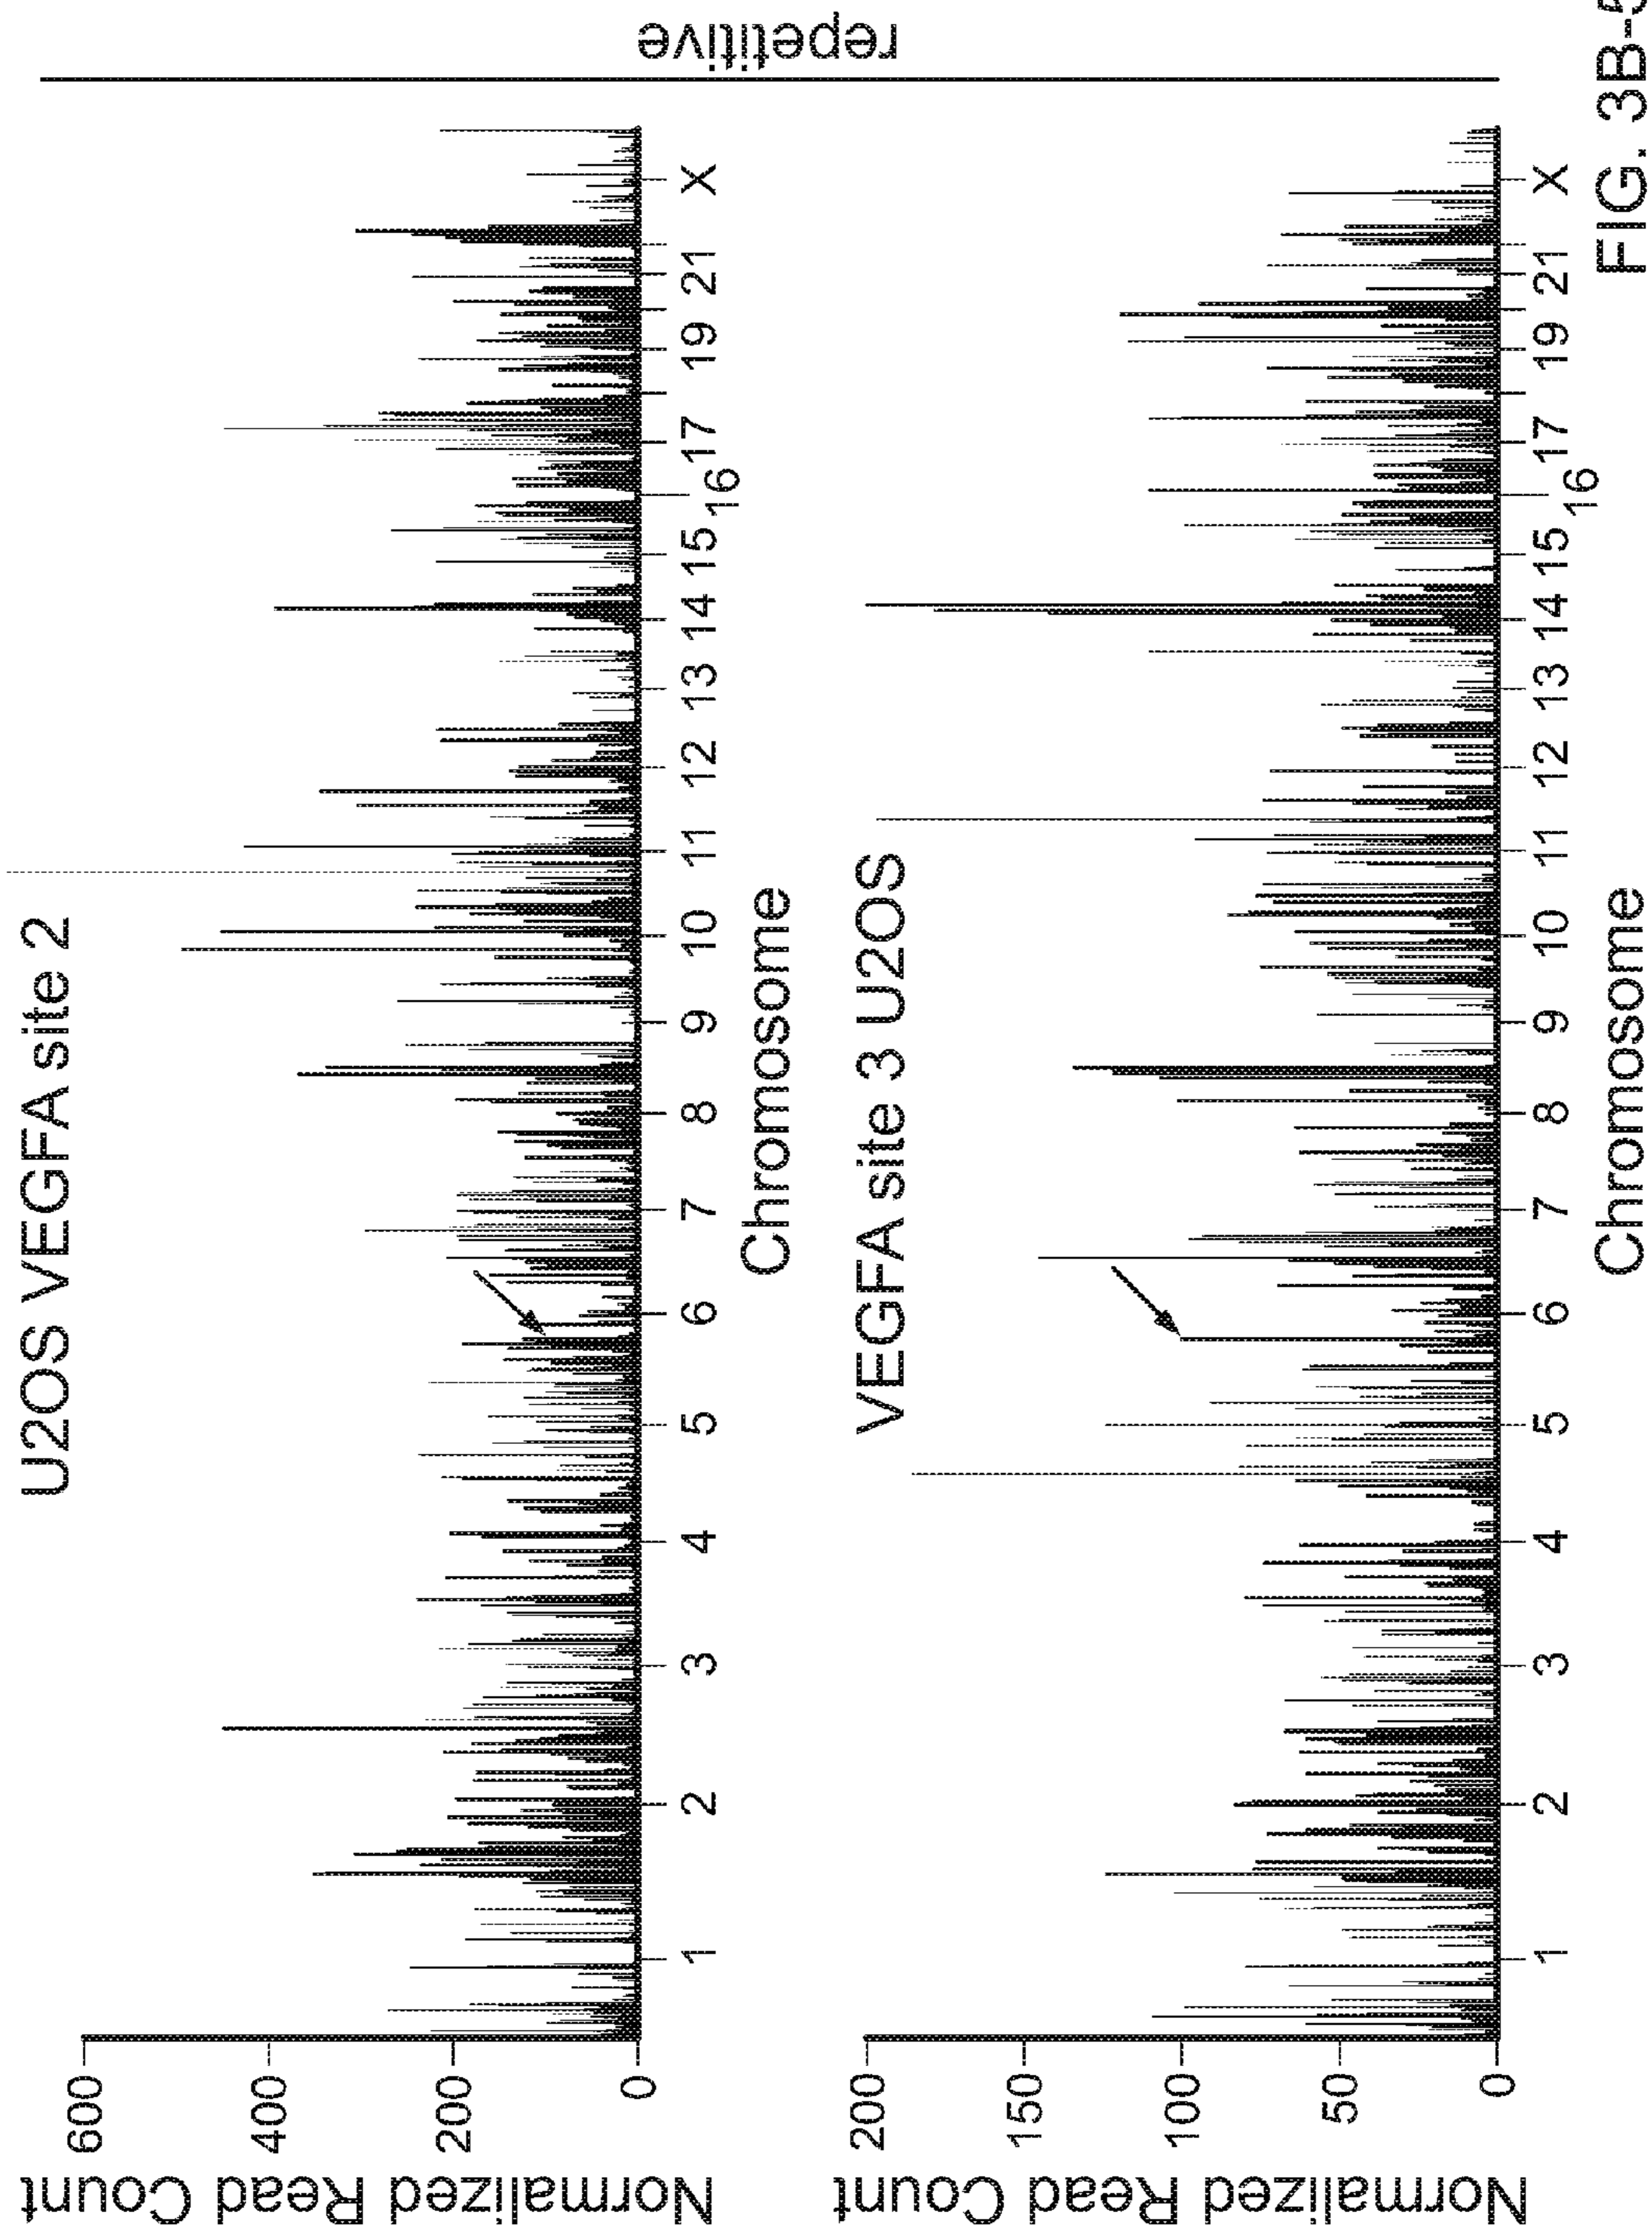 U2OS VEGFA site 2
Normalized Read Count
600
400
200
0
1 2 3 4 5 6 7 8 9 10 11 12 13 14 15 16 17 19 21 X
Chromosome
VEGFA site 3 U2OS
Normalized Read Count
200
150
100
50
0
1 2 3 4 5 6 7 8 9 10 11 12 13 14 15 16 17 19 21 X
Chromosome
repetitive
FIG. 3B-5